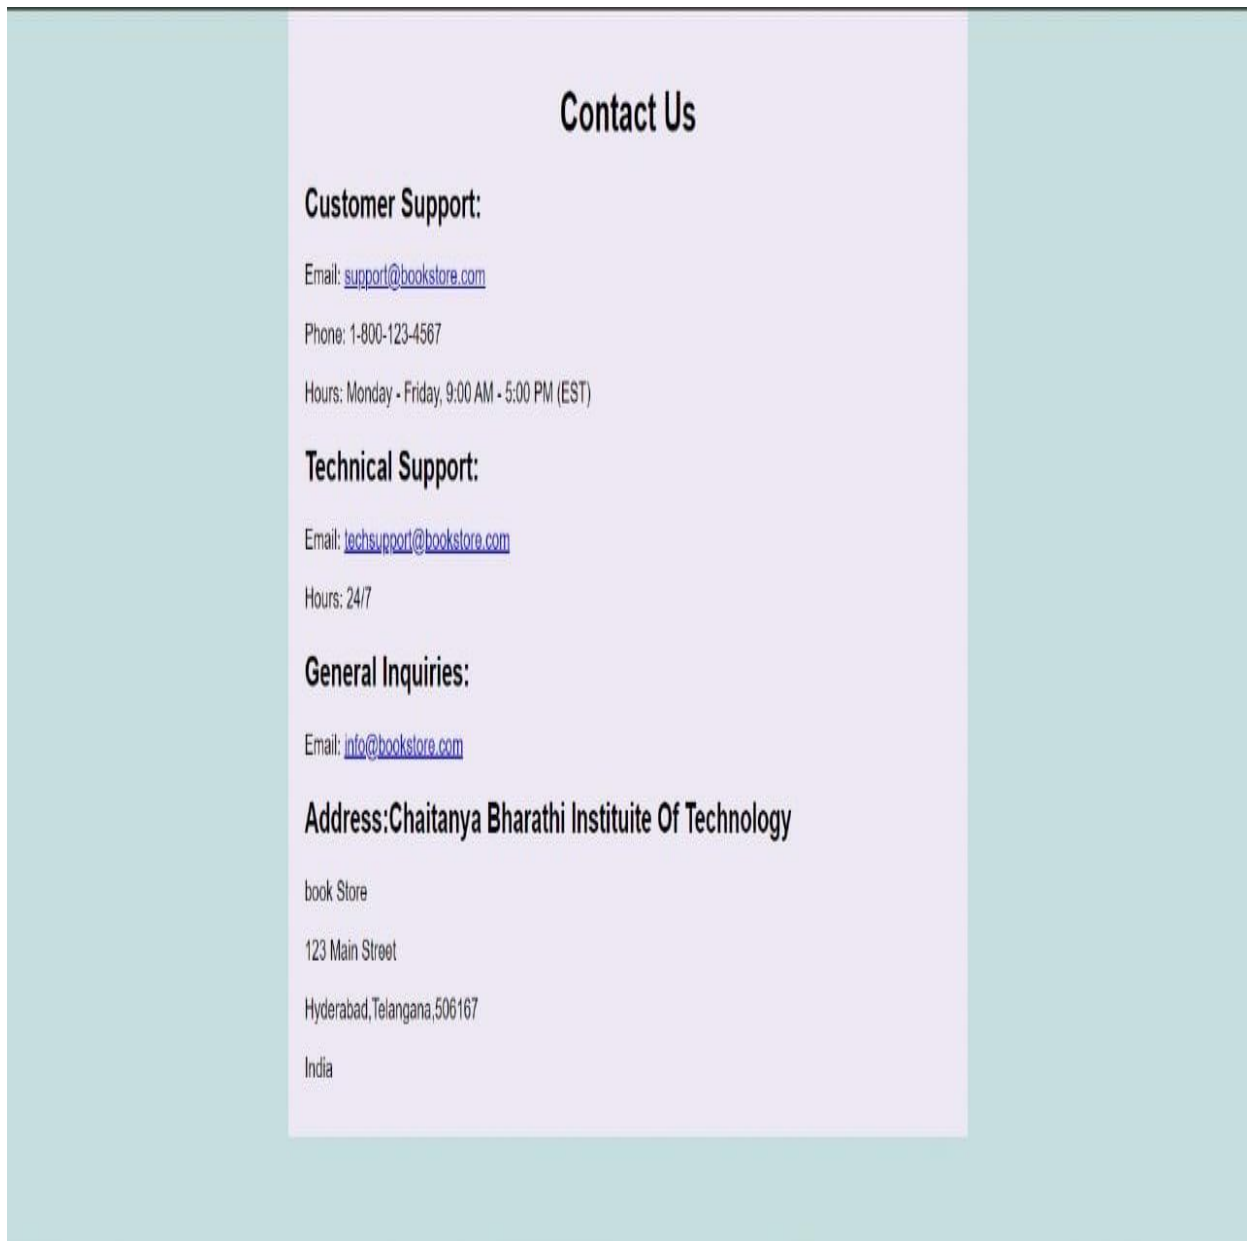 Contact Us
Customer Support:
Email: support@bookstore.com
Phone: 1-800-123-4567
Hours: Monday - Friday, 9:00 AM - 5:00 PM (EST)
Technical Support:
Email: techsupport@bookstore.com
Hours: 24/7
General Inquiries:
Email: info@bookstore.com
Address:Chaitanya Bharathi Instituite Of Technology
book Store
123 Main Street
Hyderabad,Telangana,506167
India